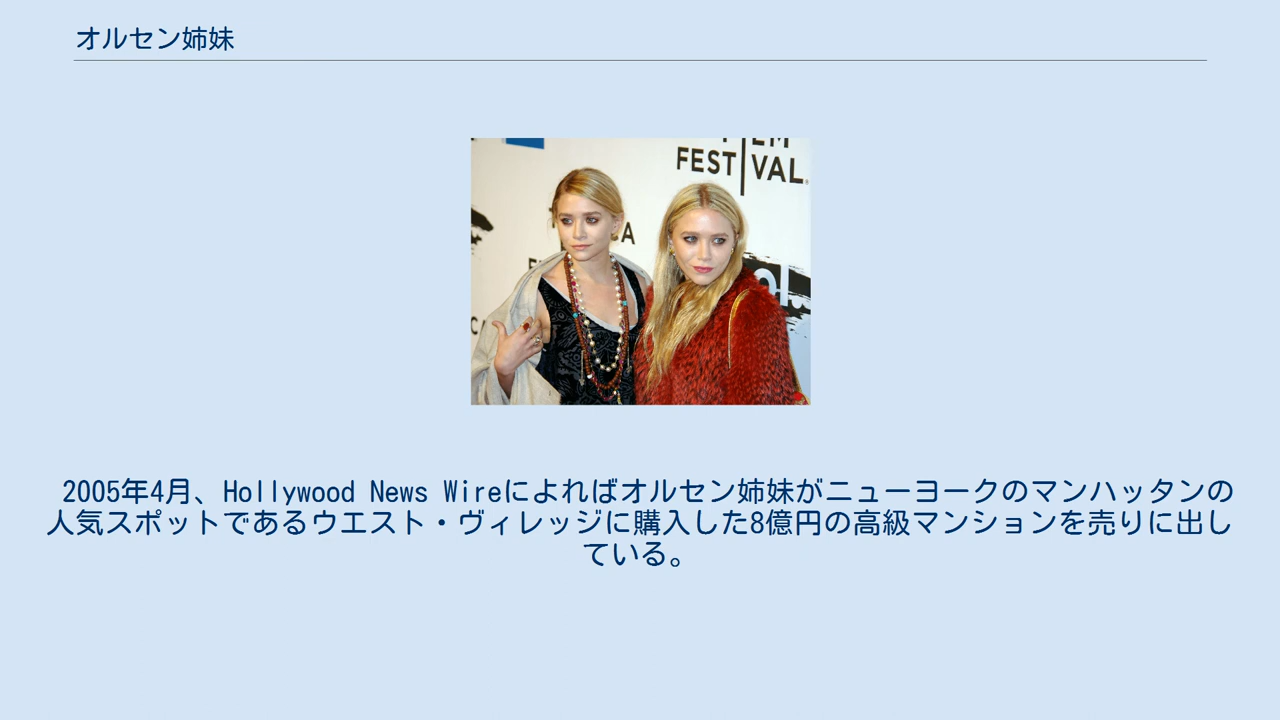 オルセン姉妹
FILM
FESTIVAL
2005年4月、Hollywood News Wireによればオルセン姉妹がニューヨークのマンハッタンの
人気スポットであるウエスト・ヴィレッジに購入した8億円の高級マンションを売りに出し
ている。